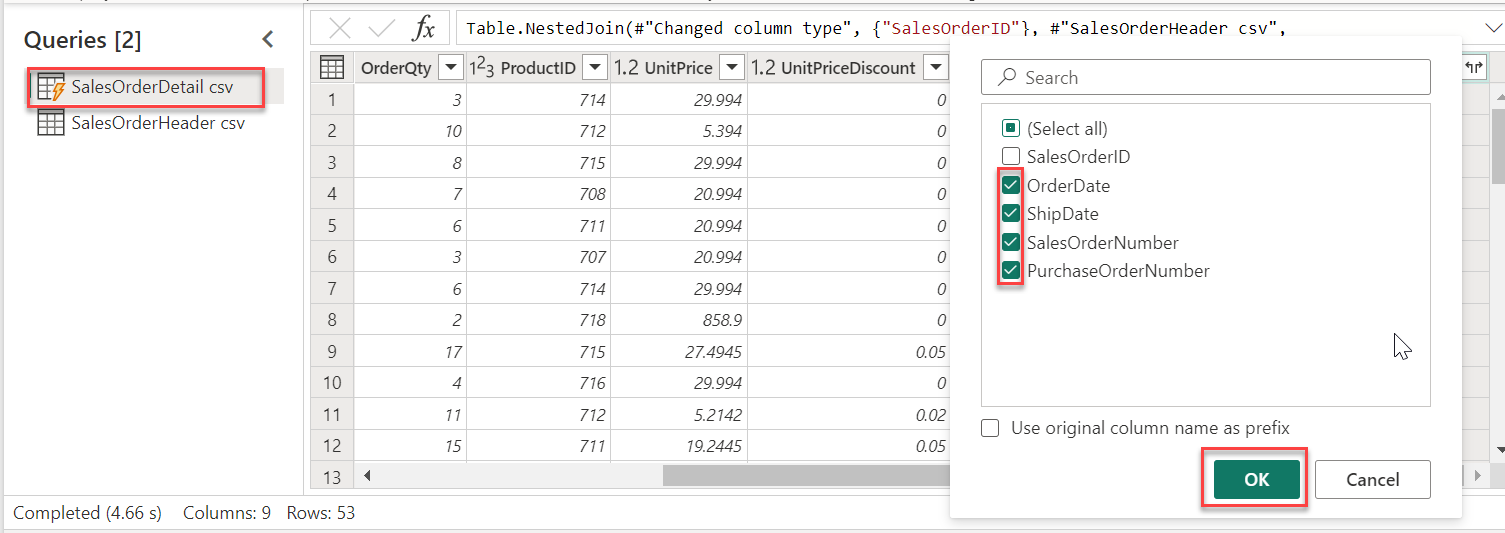 Queries [2]
SalesOrderDetail csv
SalesOrderHeader csv
fx Table.NestedJoin(#"Changed column type", {"SalesOrderID"}, #"SalesOrderHeader csv",
OrderQty 1²3 ProductID 1.2 UnitPrice 1.2 UnitPriceDiscount
1 3 714 29.994 0
2 10 712 5.394 0
3 8 715 29.994 0
4 7 708 20.994 0
5 6 711 20.994 0
6 3 707 20.994 0
7 6 714 29.994 0
8 2 718 858.9 0
9 17 715 27.4945 0.05
10 4 716 29.994 0
11 11 712 5.2142 0.02
12 15 711 19.2445 0.05
13
Search
(Select all)
SalesOrderID
OrderDate
ShipDate
SalesOrderNumber
PurchaseOrderNumber
Use original column name as prefix
OK Cancel
Completed (4.66 s) Columns: 9 Rows: 53